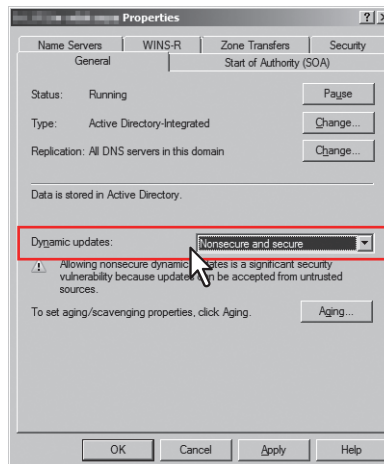 Properties
Name Servers
WINS-R
Zone Transfers
Security
General
Start of Authority (SOA)
Status: Running
Pause
Type: Active Directory-Integrated
Change...
Replication: All DNS servers in this domain
Change...
Data is stored in Active Directory.
Dynamic updates: Nonsecure and secure
Allowing nonsecure dynamic updates is a significant security
vulnerability because updates can be accepted from untrusted
sources.
To set aging/scavenging properties, click Aging.
Aging...
OK
Cancel
Apply
Help